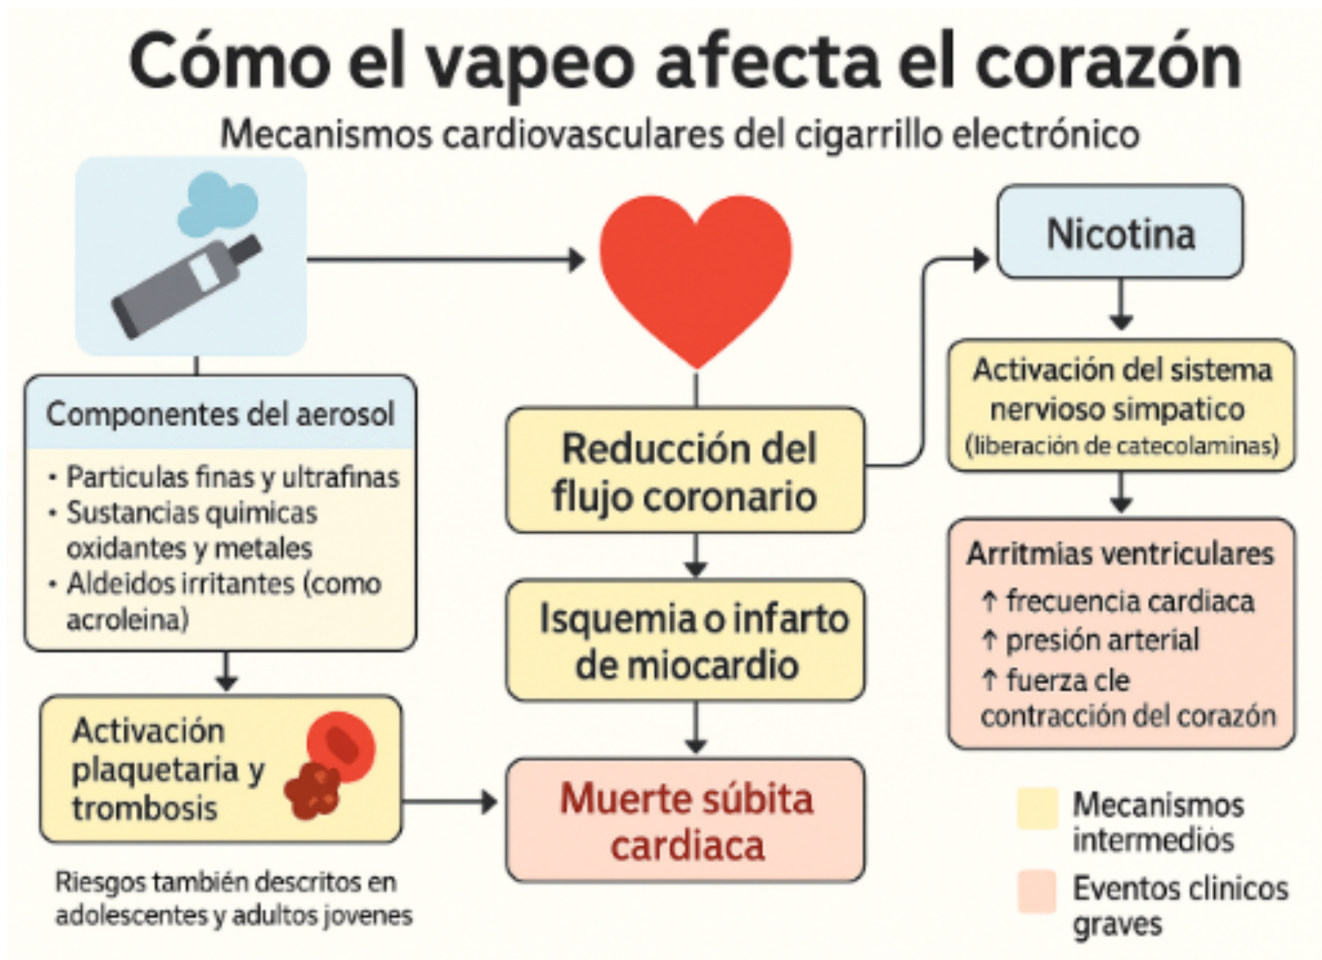 Cómo el vapeo afecta el corazón
Mecanismos cardiovasculares del cigarrillo electrónico
Componentes del aerosol
• Particulas finas y ultrafinas
• Sustancias quimicas
oxidantes y metales
• Aldeidos irritantes (como
acroleina)
Activación
plaquetaria y
trombosis
Riesgos también descritos en
adolescentes y adultos jovenes
Reducción del
flujo coronario
Isquemia o infarto
de miocardio
Muerte súbita
cardiaca
Nicotina
Activación del sistema
nervioso simpatico
(liberación de catecolaminas)
Arritmias ventriculares
↑ frecuencia cardiaca
↑ presión arterial
↑ fuerza cle
contracción del corazón
Mecanismos
intermediós
Eventos clinicos
graves